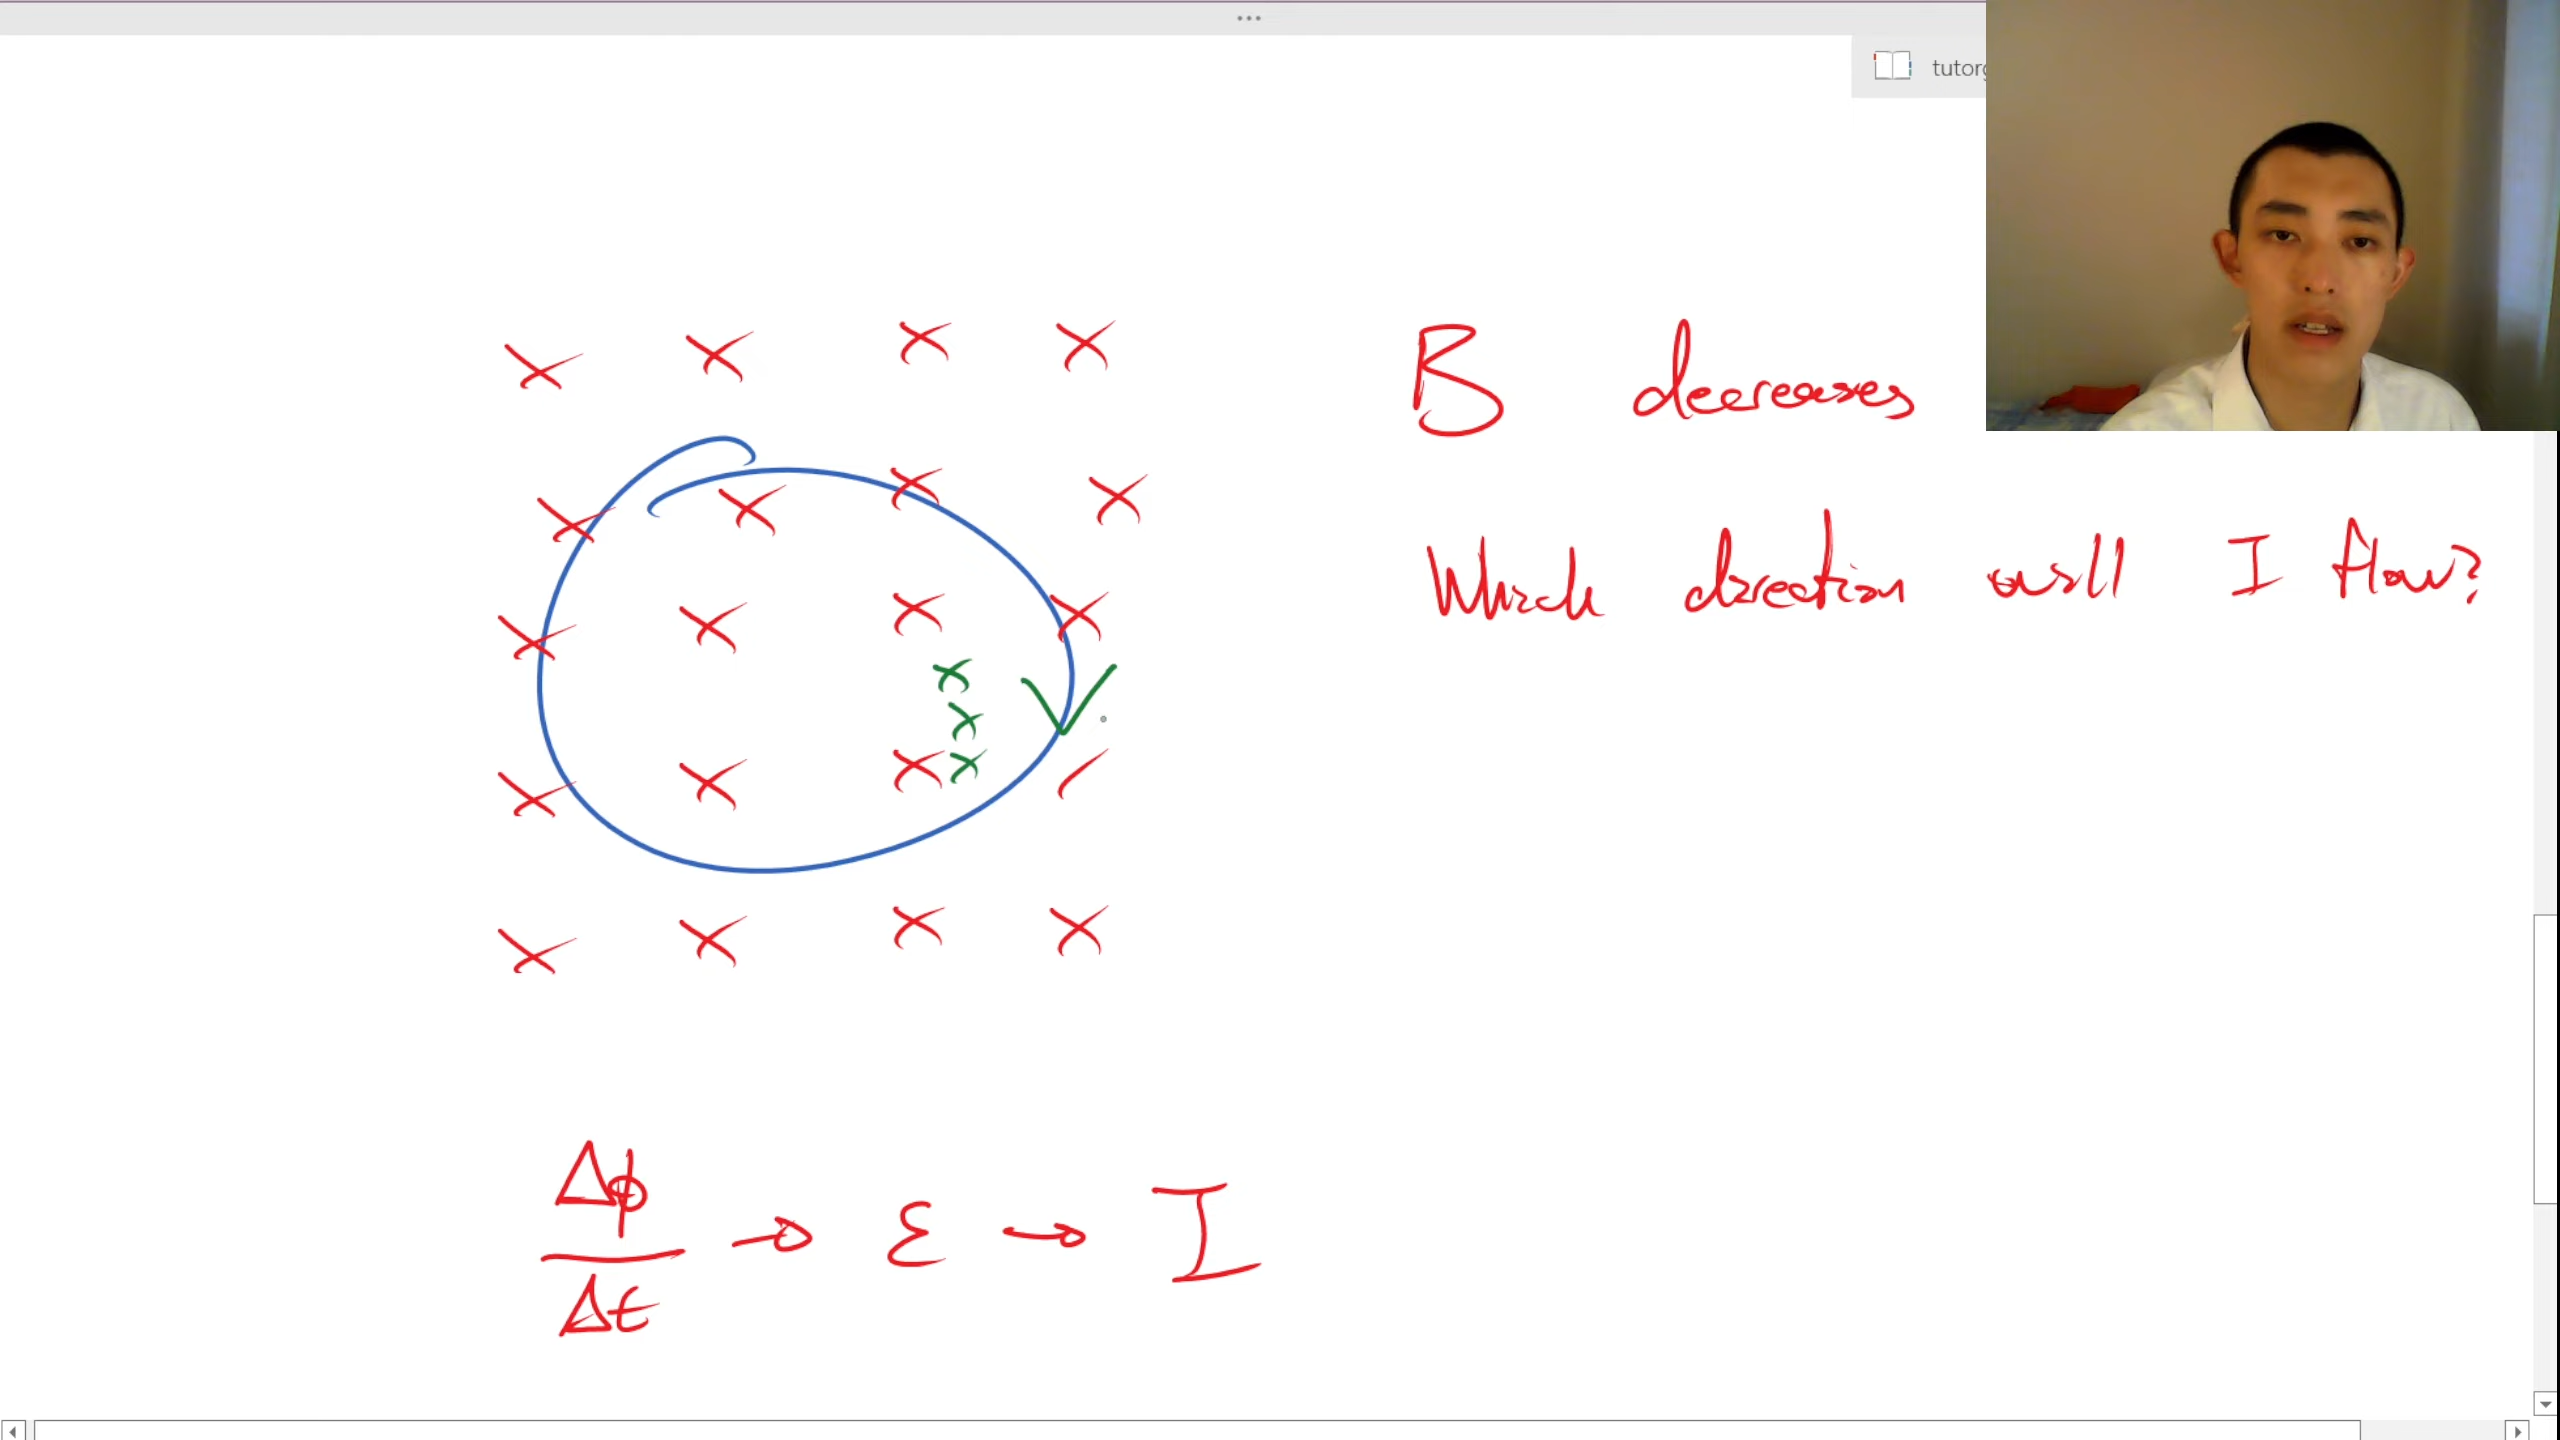 tutor
B decreases
Which direction will I flow?
Δϕ
Δt
→ ε → I